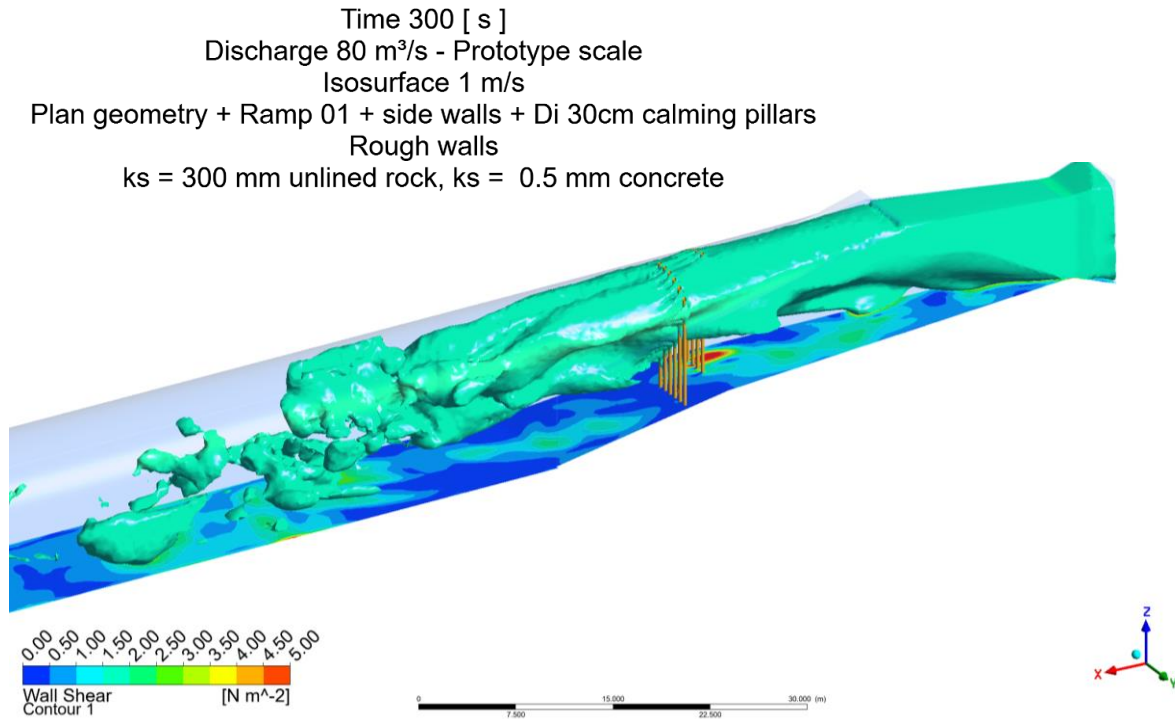 Time 300 [ s ]
Discharge 80 m³/s - Prototype scale
Isosurface 1 m/s
Plan geometry + Ramp 01 + side walls + Di 30cm calming pillars
Rough walls
ks = 300 mm unlined rock, ks =  0.5 mm concrete
0.00 0.50 1.00 1.50 2.00 2.50 3.00 3.50 4.00 4.50 5.00
Wall Shear [N m^-2]
Contour 1
0 15.000 30.000 (m)
7.500 22.500
Z
X
Y